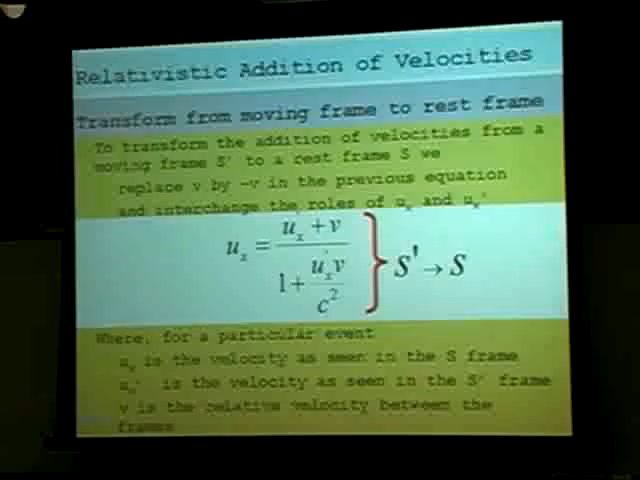 Relativistic Addition of Velocities
Transform from moving frame to rest frame
To transform the addition of velocities from a
moving frame S' to a rest frame S we
replace v by -v in the previous equation
and interchange the roles of uₓ and uₓ'
uₓ = (uₓ' + v) / (1 + uₓ'v / c²) } S' → S
Where, for a particular event
uₓ is the velocity as seen in the S frame
uₓ' is the velocity as seen in the S' frame
v is the relative velocity between the
frames